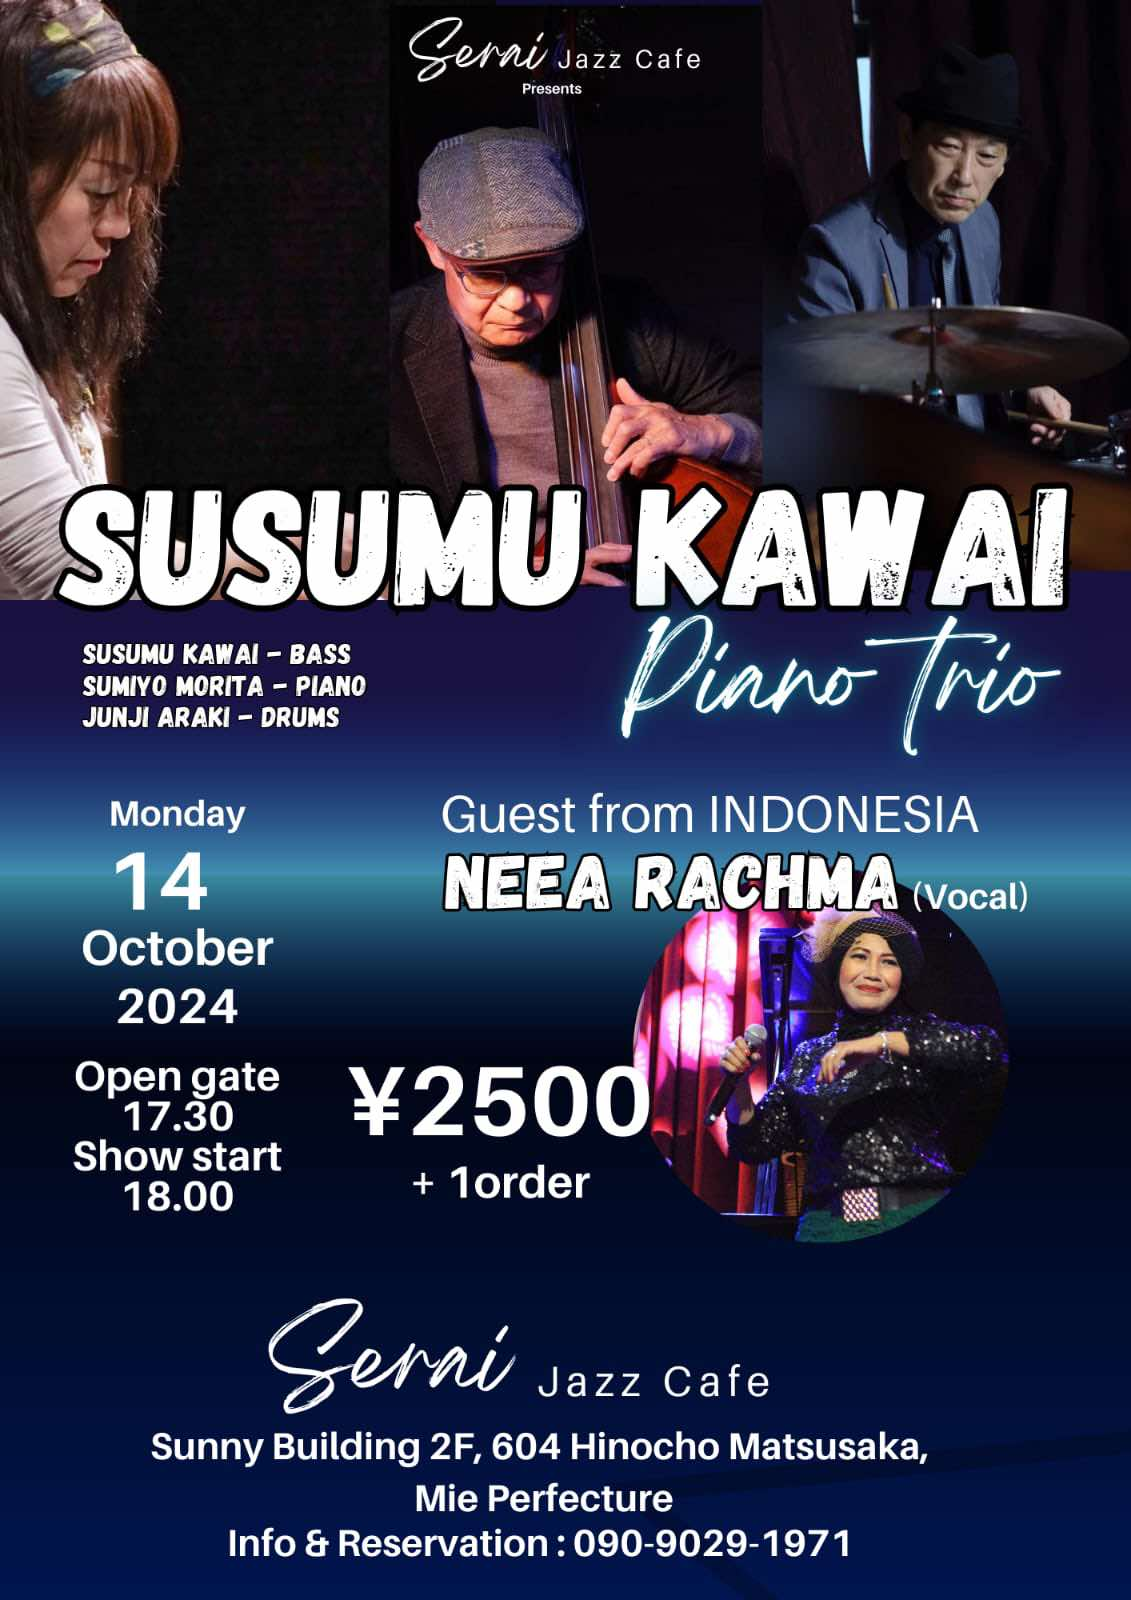 Serai Jazz Cafe
Presents
SUSUMU KAWAI
Piano Trio
SUSUMU KAWAI - BASS
SUMIYO MORITA - PIANO
JUNJI ARAKI - DRUMS
Monday
14
October
2024
Open gate
17.30
Show start
18.00
Guest from INDONESIA
NEEA RACHMA (Vocal)
¥2500
+ 1order
Serai Jazz Cafe
Sunny Building 2F, 604 Hinocho Matsusaka,
Mie Perfecture
Info & Reservation : 090-9029-1971